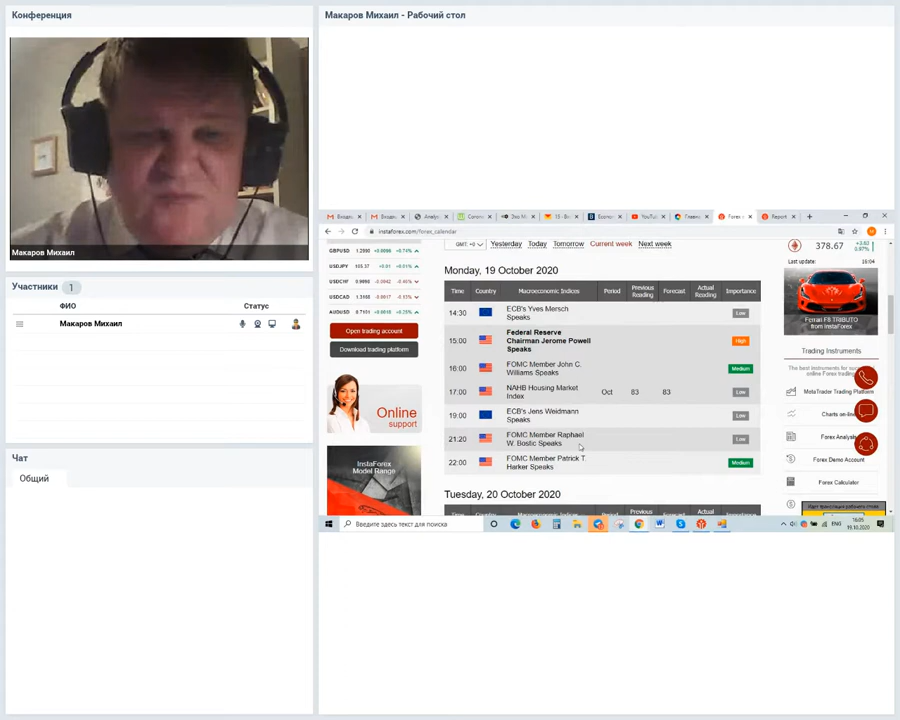 Конференция
Макаров Михаил - Рабочий стол
Макаров Михаил
Участники 1
ФИО Статус
Макаров Михаил
Чат
Общий
instaforex.com/forex_calendar
GMT: +0 Yesterday Today Tomorrow Current week Next week
378.67
Last update: 16:04
GBPUSD
USDJPY
USDCHF
USDCAD
AUDUSD
Open trading account
Download trading platform
Online
support
InstaForex
Model Range
Monday, 19 October 2020
Time Country Macroeconomic Indices Period Previous Reading Forecast Actual Reading Importance
14:30 ECB's Yves Mersch Speaks Low
15:00 Federal Reserve Chairman Jerome Powell Speaks High
16:00 FOMC Member John C. Williams Speaks Medium
17:00 NAHB Housing Market Index Oct 83 83 Low
19:00 ECB's Jens Weidmann Speaks Low
21:20 FOMC Member Raphael W. Bostic Speaks Low
22:00 FOMC Member Patrick T. Harker Speaks Medium
Tuesday, 20 October 2020
Ferrari F8 TRIBUTO
from InstaForex
Trading Instruments
MetaTrader Trading
Charts on-line
Forex Analysis
Forex Demo Account
Forex Calculator
Введите здесь текст для поиска
ENG
16:05
19.10.2020